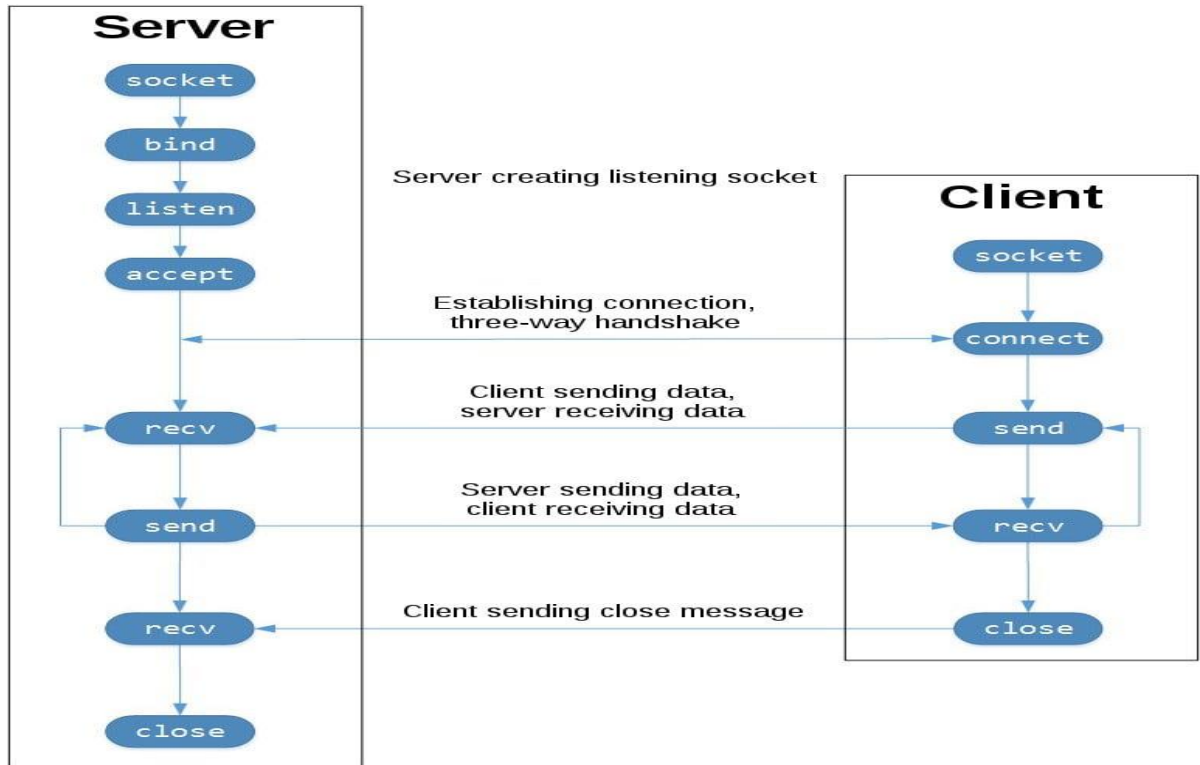 Server
socket
bind
listen
accept
Server creating listening socket
Client
socket
Establishing connection,
three-way handshake
connect
Client sending data,
server receiving data
recv
send
Server sending data,
client receiving data
send
recv
Client sending close message
recv
close
close